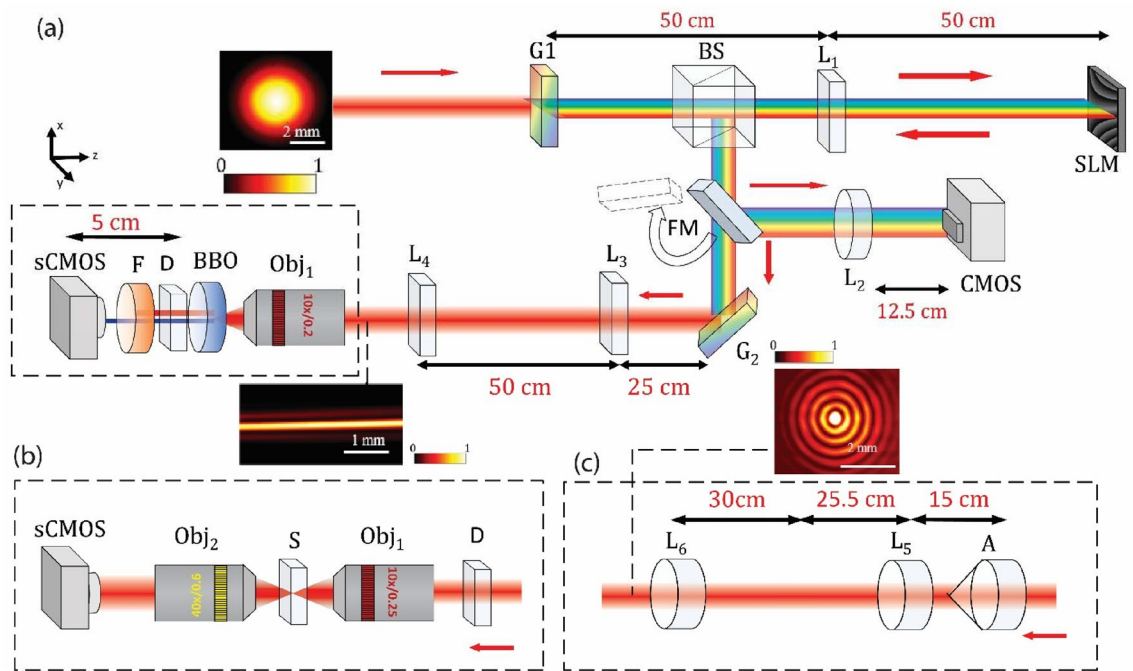 (a)
50 cm
50 cm
G1
BS
L1
SLM
2 mm
0
1
x
z
y
FM
L2
CMOS
12.5 cm
5 cm
sCMOS
F
D
BBO
Obj1
10x/0.2
L4
L3
G2
50 cm
25 cm
0
1
2 mm
1 mm
0
1
(b)
sCMOS
Obj2
S
Obj1
D
40x/0.6
10x/0.25
(c)
30cm
25.5 cm
15 cm
L6
L5
A